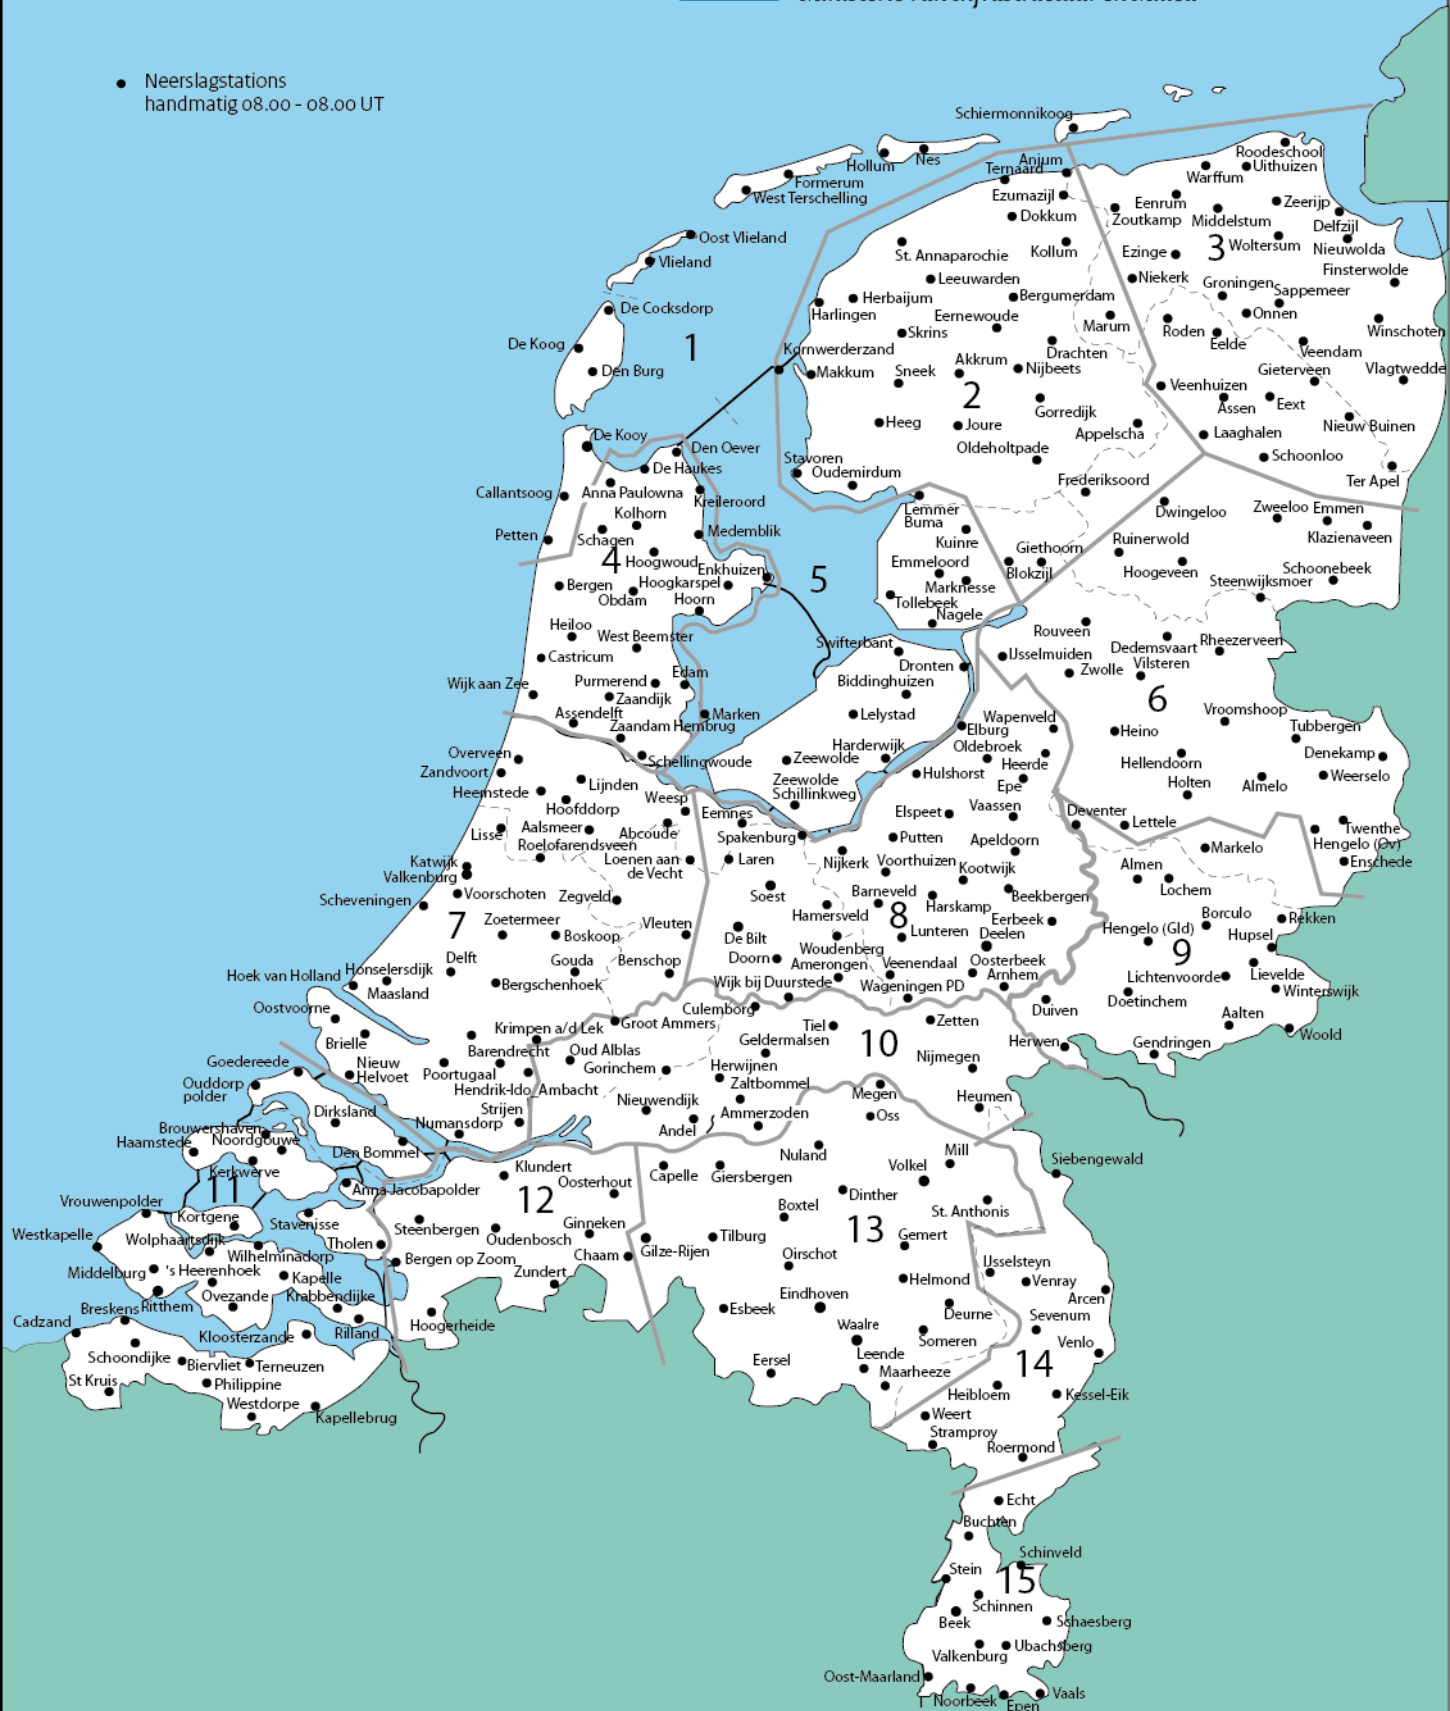 Neerslagstations
handmatig 08.00 - 08.00 UT
Schiermonnikoog
Hollum
Nes
Formerum
West Terschelling
Oost Vlieland
Vlieland
De Cocksdorp
De Koog
Den Burg
1
Anjum
Ternaard
Ezumazijl
Dokkum
St. Annaparochie
Kollum
Leeuwarden
Herbaijum
Harlingen
Bergumerdam
Eernewoude
Skrins
Marum
Kornwerderzand
Makkum
Sneek
Akkrum
Drachten
Nijbeets
2
Gorredijk
Heeg
Joure
Appelscha
Oldeholtpade
Stavoren
Oudemirdum
Frederiksoord
Roodeschool
Uithuizen
Warffum
Eenrum
Zoutkamp
Middelstum
Zeerijp
Delfzijl
3
Woltersum
Nieuwolda
Ezinge
Finsterwolde
Niekerk
Groningen
Sappemeer
Onnen
Roden
Eelde
Winschoten
Veendam
Gieterveen
Vlagtwedde
Veenhuizen
Assen
Eext
Nieuw Buinen
Laaghalen
Schoonloo
Ter Apel
De Kooy
Den Oever
De Haukes
Callantsoog
Anna Paulowna
Kreileroord
Kolhorn
Petten
Schagen
Medemblik
4
Hoogwoud
Enkhuizen
Bergen
Hoogkarspel
Obdam
Hoorn
Heiloo
West Beemster
Castricum
Edam
Wijk aan Zee
Purmerend
Zaandijk
Assendelft
Marken
Zaandam Hembrug
Schellingwoude
5
Lemmer
Buma
Kuinre
Emmeloord
Marknesse
Tollebeek
Nagele
Giethoorn
Blokzijl
Swifterbant
Dronten
Biddinghuizen
Lelystad
Harderwijk
Zeewolde
Zeewolde
Schillinkweg
Dwingeloo
Zweeloo
Emmen
Klazienaveen
Ruinerwold
Hoogeveen
Schoonebeek
Steenwijksmoer
Rouveen
IJsselmuiden
Dedemsvaart
Rheezerveen
Zwolle
Vilsteren
6
Vroomshoop
Tubbergen
Heino
Denekamp
Hellendoorn
Weerselo
Holten
Almelo
Deventer
Lettele
Twenthe
Hengelo (Ov)
Enschede
Overveen
Zandvoort
Lijnden
Heemstede
Hoofddorp
Weesp
Lisse
Aalsmeer
Abcoude
Roelofarendsveen
Loenen aan
de Vecht
Katwijk
Valkenburg
Voorschoten
Zegveld
Scheveningen
7
Zoetermeer
Boskoop
Vleuten
Delft
Gouda
Benschop
Hoek van Holland
Honselersdijk
Maasland
Bergschenhoek
Oostvoorne
Brielle
Krimpen a/d Lek
Groot Ammers
Barendrecht
Nieuw
Helvoet
Poortugaal
Hendrik-Ido_Ambacht
Strijen
Numansdorp
Wapenveld
Elburg
Oldebroek
Heerde
Hulshorst
Epe
Eemnes
Elspeet
Vaassen
Spakenburg
Putten
Apeldoorn
Laren
Nijkerk
Voorthuizen
Kootwijk
Soest
Barneveld
Beekbergen
Harskamp
Hamersveld
8
Eerbeek
De Bilt
Lunteren
Deelen
Woudenberg
Doorn
Amerongen
Veenendaal
Oosterbeek
Arnhem
Wijk bij Duurstede
Wageningen PD
Markelo
Almen
Lochem
Borculo
Rekken
Hengelo (Gld)
Hupsel
9
Lichtenvoorde
Lievelde
Doetinchem
Winterswijk
Duiven
Aalten
Woold
Herwen
Gendringen
Culemborg
Tiel
Zetten
Geldermalsen
10
Oud Alblas
Gorinchem
Herwijnen
Nijmegen
Zaltbommel
Nieuwendijk
Megen
Heumen
Ammerzoden
Andel
Oss
Goedereede
Ouddorp
polder
Dirksland
Brouwershaven
Haamstede
Noordgouwe
Den Bommel
Kerkwerve
11
Anna Jacobapolder
Vrouwenpolder
Kortgene
Stavenisse
Westkapelle
Wolphaartsdijk
Wilhelminadorp
Tholen
Middelburg
's Heerenhoek
Kapelle
Ovezande
Krabbendijke
Breskens
Ritthem
Cadzand
Kloosterzande
Rilland
Schoondijke
Biervliet
Terneuzen
St Kruis
Philippine
Westdorpe
Kapellebrug
Klundert
Oosterhout
12
Steenbergen
Ginneken
Oudenbosch
Bergen op Zoom
Chaam
Zundert
Hoogerheide
Capelle
Giersbergen
Nuland
Volkel
Mill
Dinther
Boxtel
St. Anthonis
13
Tilburg
Gemert
Gilze-Rijen
Oirschot
Helmond
Eindhoven
Esbeek
Deurne
Waalre
Someren
Leende
Eersel
Maarheeze
Siebengewald
IJsselsteyn
Venray
Arcen
Sevenum
Venlo
14
Heibloem
Kessel-Eik
Weert
Stramproy
Roermond
Echt
Buchten
Schinveld
Stein
15
Schinnen
Beek
Schaesberg
Ubachsberg
Valkenburg
Oost-Maarland
Noorbeek
Epen
Vaals